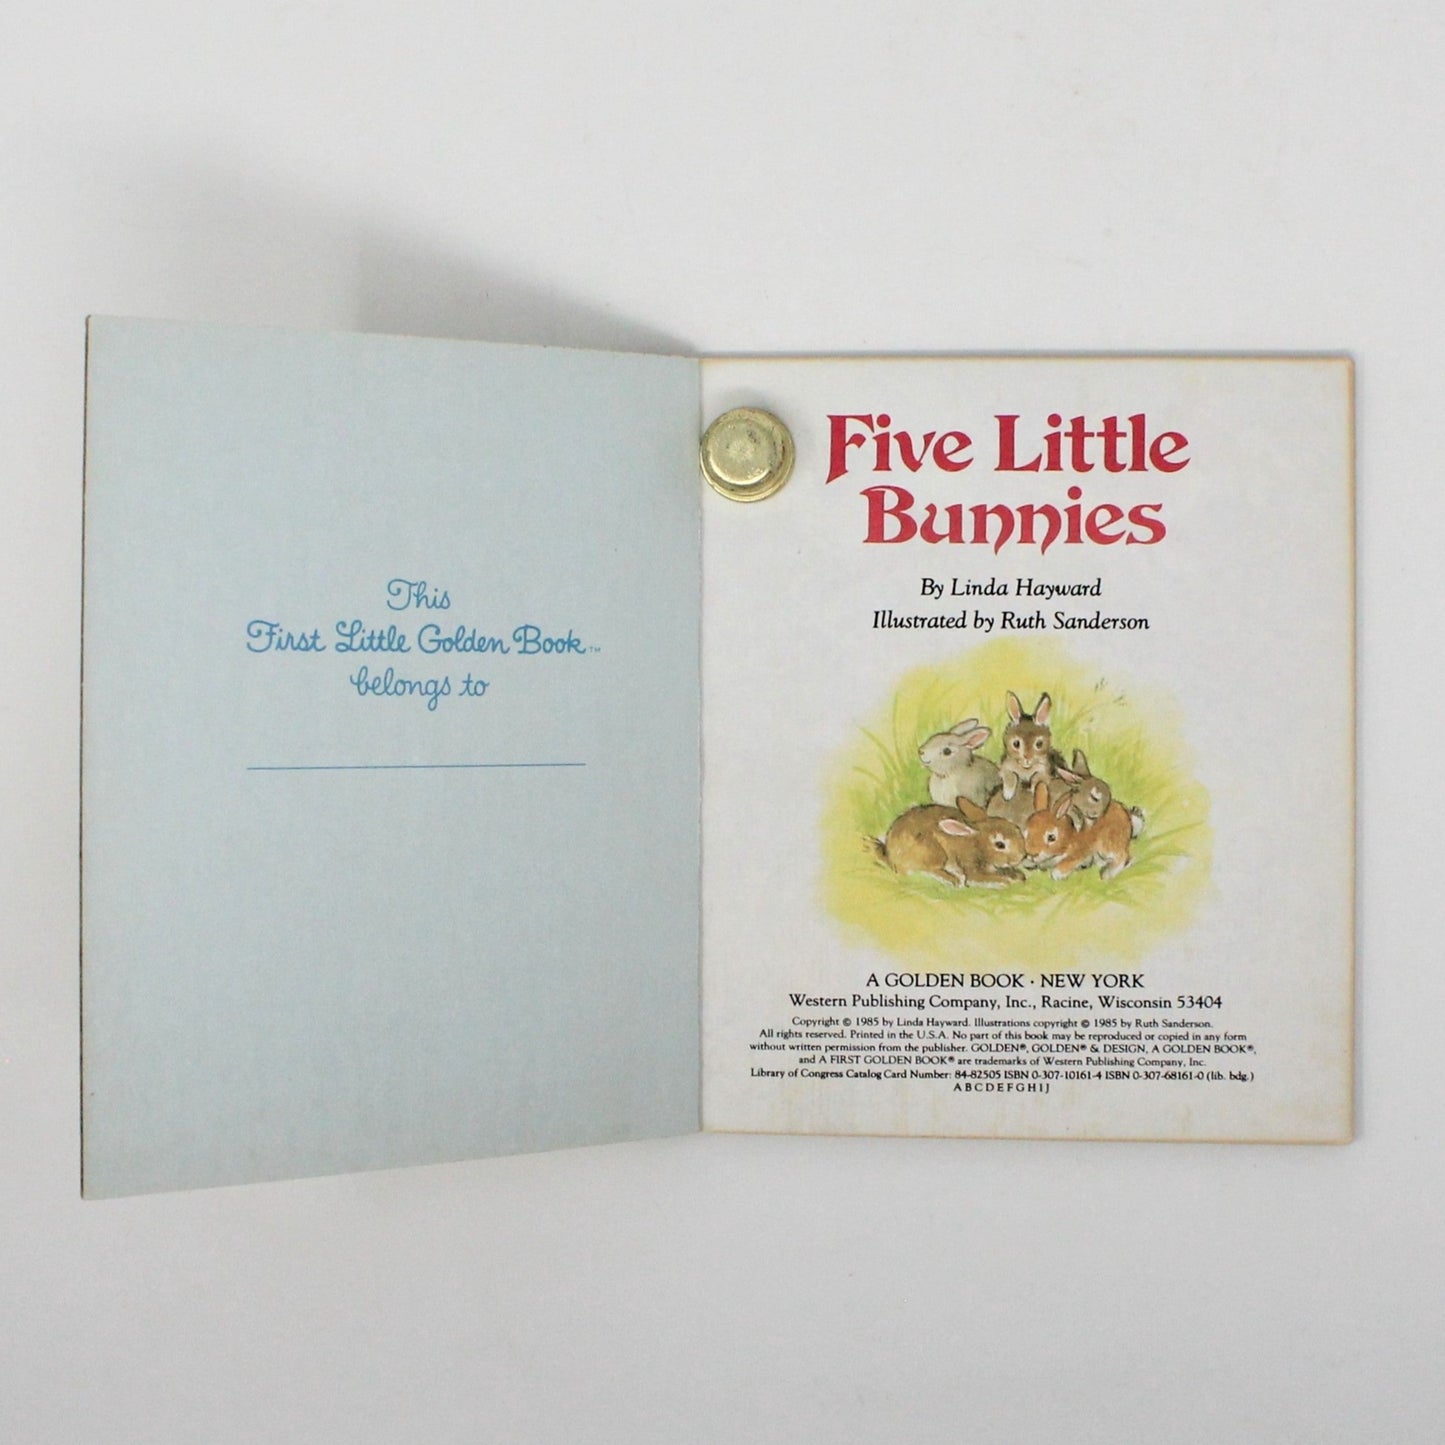 This
First Little Golden Book™
belongs to
Five Little
Bunnies
By Linda Hayward
Illustrated by Ruth Sanderson
A GOLDEN BOOK · NEW YORK
Western Publishing Company, Inc., Racine, Wisconsin 53404
Copyright © 1985 by Linda Hayward. Illustrations copyright © 1985 by Ruth Sanderson.
All rights reserved. Printed in the U.S.A. No part of this book may be reproduced or copied in any form
without written permission from the publisher. GOLDEN®, GOLDEN® & DESIGN, A GOLDEN BOOK®,
and A FIRST GOLDEN BOOK® are trademarks of Western Publishing Company, Inc.
Library of Congress Catalog Card Number: 84-82505 ISBN 0-307-10161-4 ISBN 0-307-68161-0 (lib. bdg.)
A B C D E F G H I J